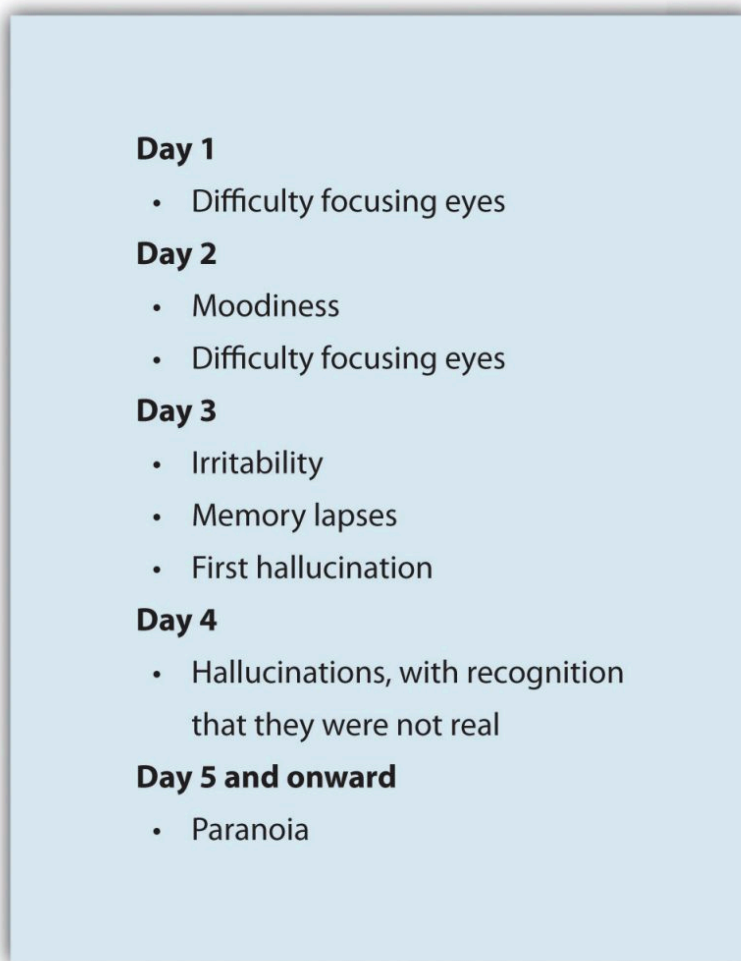 Day 1
• Difficulty focusing eyes
Day 2
• Moodiness
• Difficulty focusing eyes
Day 3
• Irritability
• Memory lapses
• First hallucination
Day 4
• Hallucinations, with recognition
that they were not real
Day 5 and onward
• Paranoia